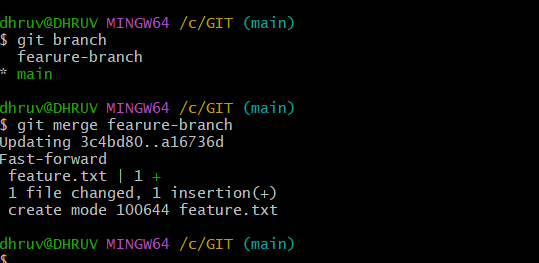 dhruv@DHRUV MINGW64 /c/GIT (main)
$ git branch
  fearure-branch
* main
dhruv@DHRUV MINGW64 /c/GIT (main)
$ git merge fearure-branch
Updating 3c4bd80..a16736d
Fast-forward
 feature.txt | 1 +
 1 file changed, 1 insertion(+)
 create mode 100644 feature.txt
dhruv@DHRUV MINGW64 /c/GIT (main)
$